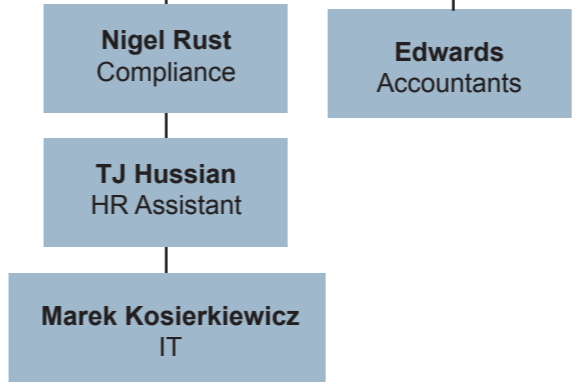 Nigel Rust
Compliance
Edwards
Accountants
TJ Hussian
HR Assistant
Marek Kosierkiewicz
IT